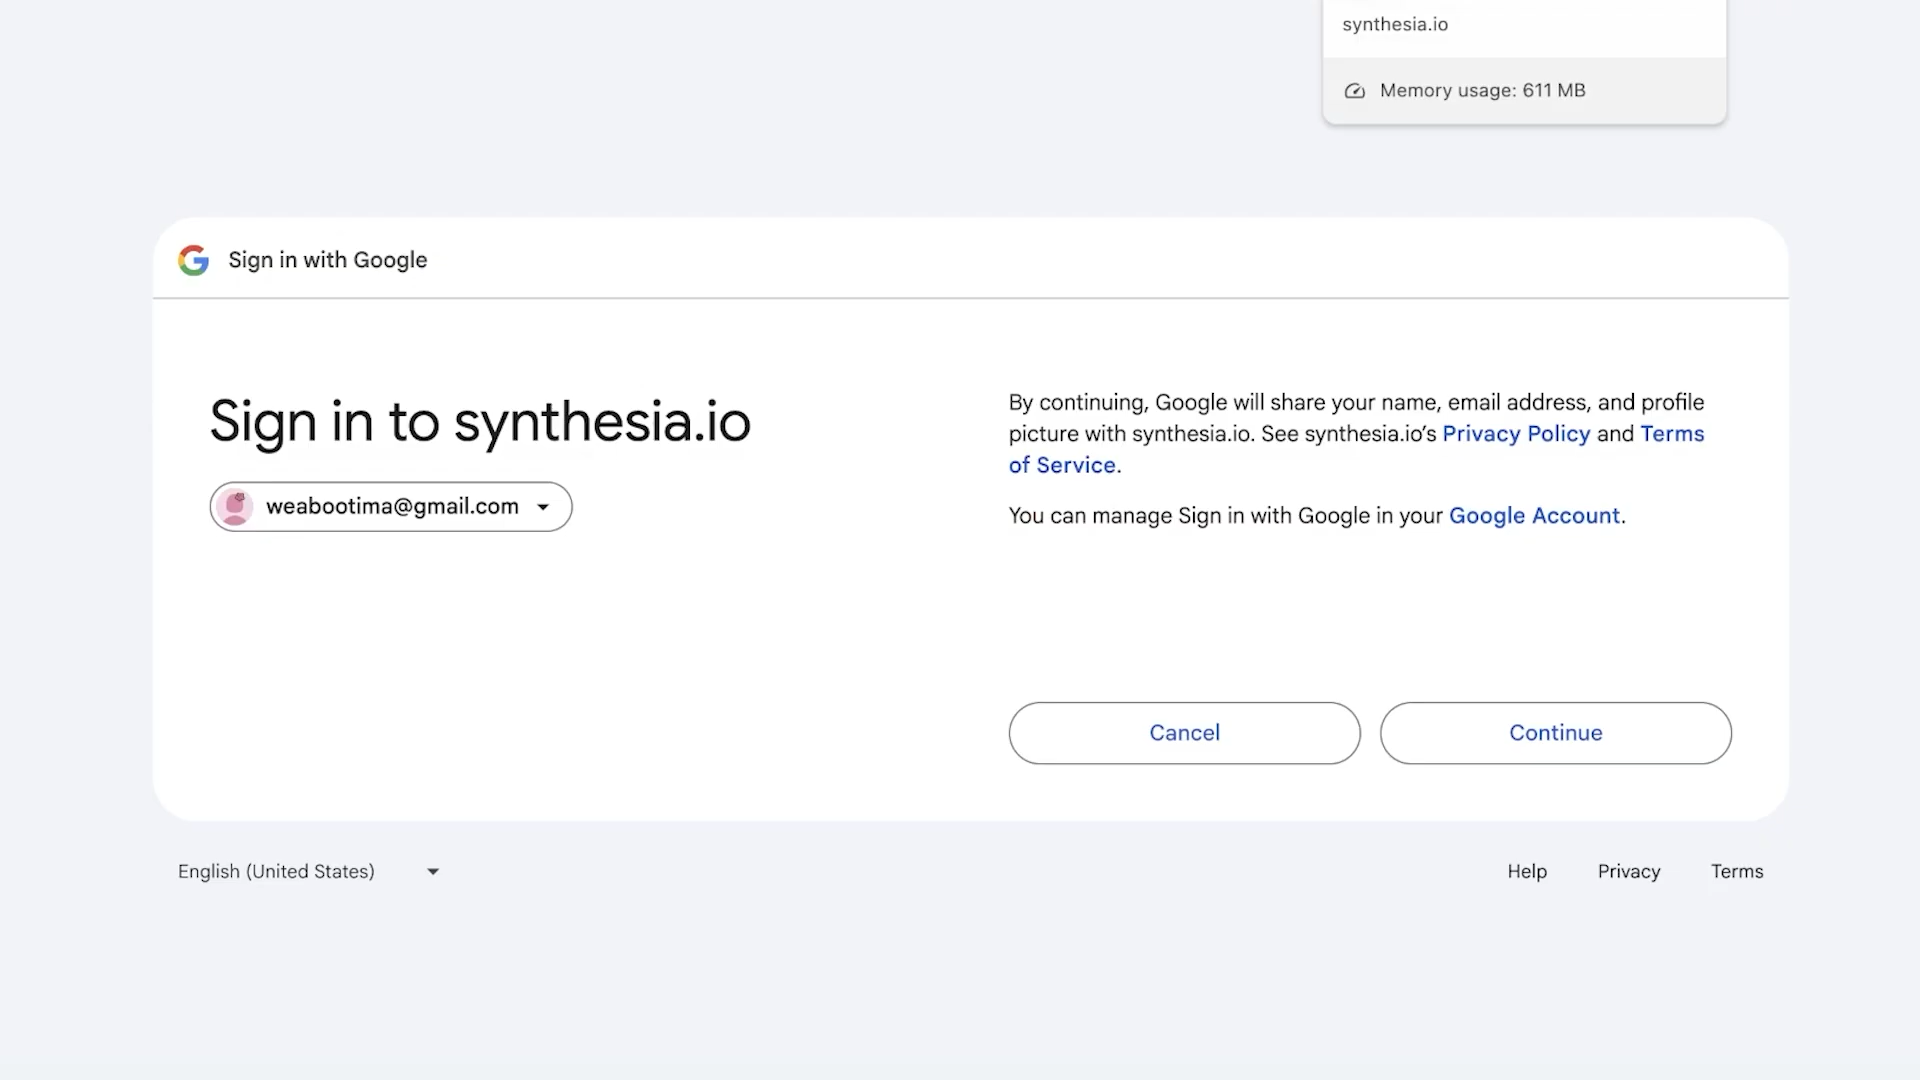 synthesia.io
Memory usage: 611 MB
Sign in with Google
Sign in to synthesia.io
weabootima@gmail.com
By continuing, Google will share your name, email address, and profile
picture with synthesia.io. See synthesia.io’s Privacy Policy and Terms
of Service.
You can manage Sign in with Google in your Google Account.
Cancel
Continue
English (United States)
Help
Privacy
Terms